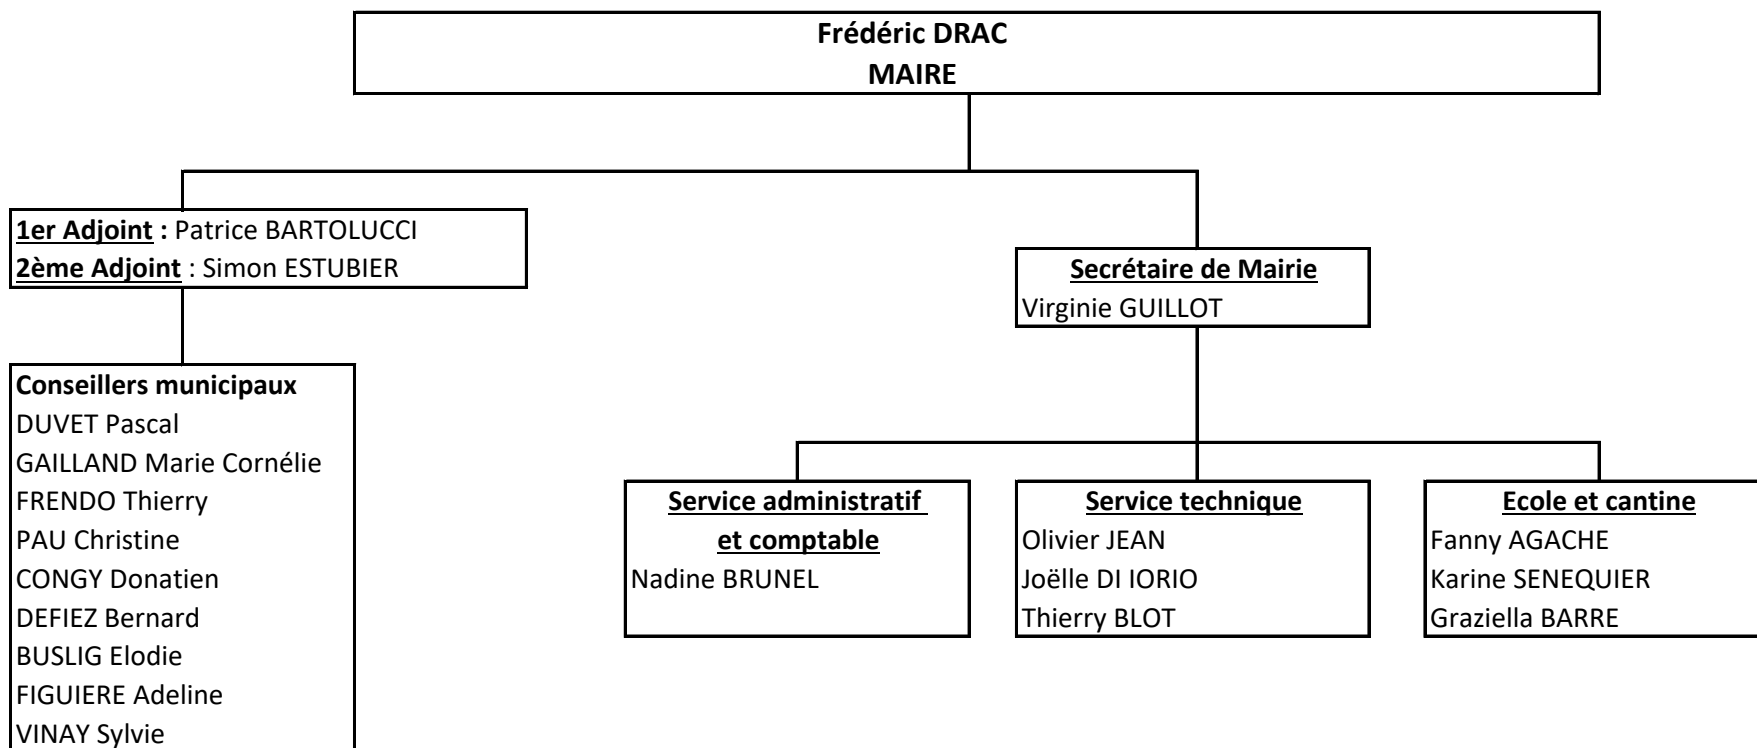 Frédéric DRAC
MAIRE
1er Adjoint : Patrice BARTOLUCCI
2ème Adjoint : Simon ESTUBIER
Secrétaire de Mairie
Virginie GUILLOT
Conseillers municipaux
DUVET Pascal
GAILLAND Marie Cornélie
FRENDO Thierry
PAU Christine
CONGY Donatien
DEFIEZ Bernard
BUSLIG Elodie
FIGUIERE Adeline
VINAY Sylvie
Service administratif
et comptable
Nadine BRUNEL
Service technique
Olivier JEAN
Joëlle DI IORIO
Thierry BLOT
Ecole et cantine
Fanny AGACHE
Karine SENEQUIER
Graziella BARRE